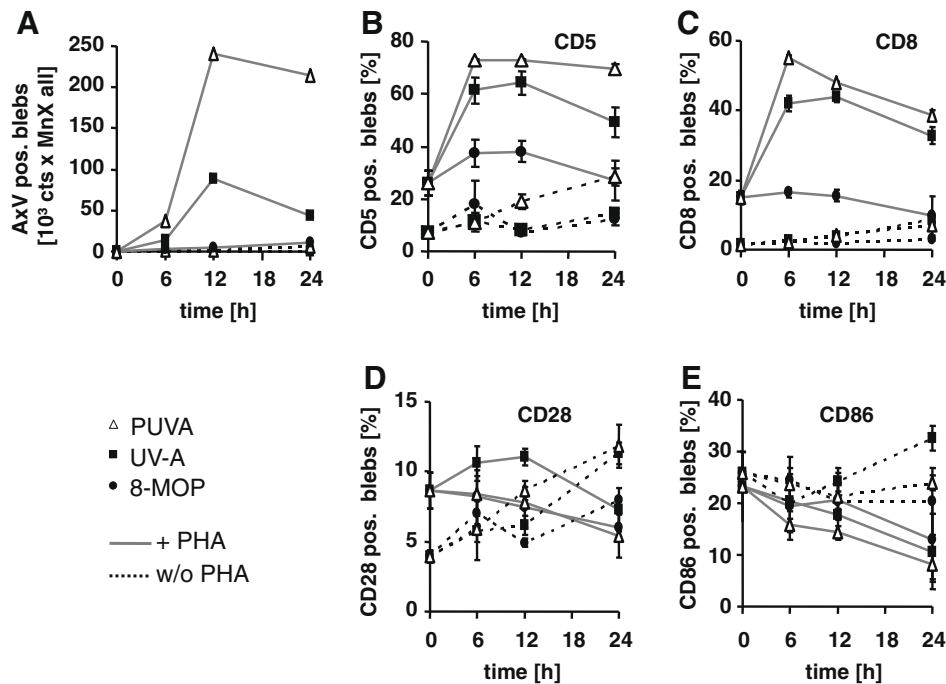 A
AxV pos. blebs
[10³ cts x MnX all]
250
200
150
100
50
0
0 6 12 18 24
time [h]
B
CD5
CD5 pos. blebs [%]
80
60
40
20
0
0 6 12 24
time [h]
C
CD8
CD8 pos. blebs [%]
60
40
20
0
0 6 12 18 24
time [h]
PUVA
UV-A
8-MOP
+ PHA
w/o PHA
D
CD28
CD28 pos. blebs [%]
15
10
5
0
0 6 12 18 24
time [h]
E
CD86
CD86 pos. blebs [%]
40
30
20
10
0
0 6 12 18 24
time [h]